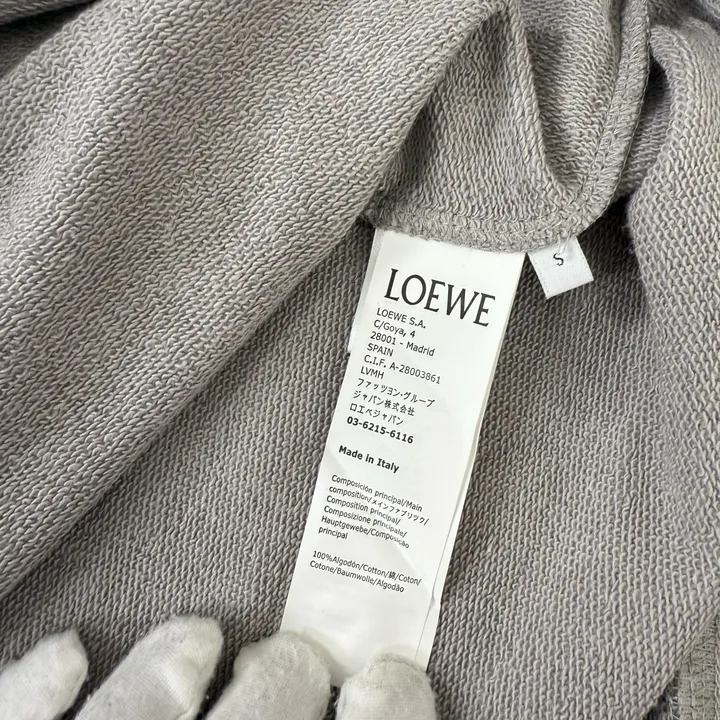 LOEWE
S
LOEWE S.A.
C/Goya, 4
28001 - Madrid
SPAIN
C.I.F. A-28003861
LVMH
ファッツヨン・グループ
ジャパン株式会社
ロエベジャパン
03-6215-6116
Made in Italy
Composición principal/Main
composition/メインファブリック/
Composition principal/
Composizione principale/
Hauptgewebe/Composição
principal
100%Algodón/Cotton/綿/Coton/
Cotone/Baumwolle/Algodão